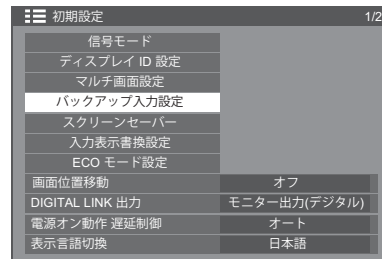 初期設定 1/2
信号モード
ディスプレイ ID 設定
マルチ画面設定
バックアップ入力設定
スクリーンセーバー
入力表示書換設定
ECO モード設定
画面位置移動 オフ
DIGITAL LINK 出力 モニター出力(デジタル)
電源オン動作 遅延制御 オート
表示言語切換 日本語